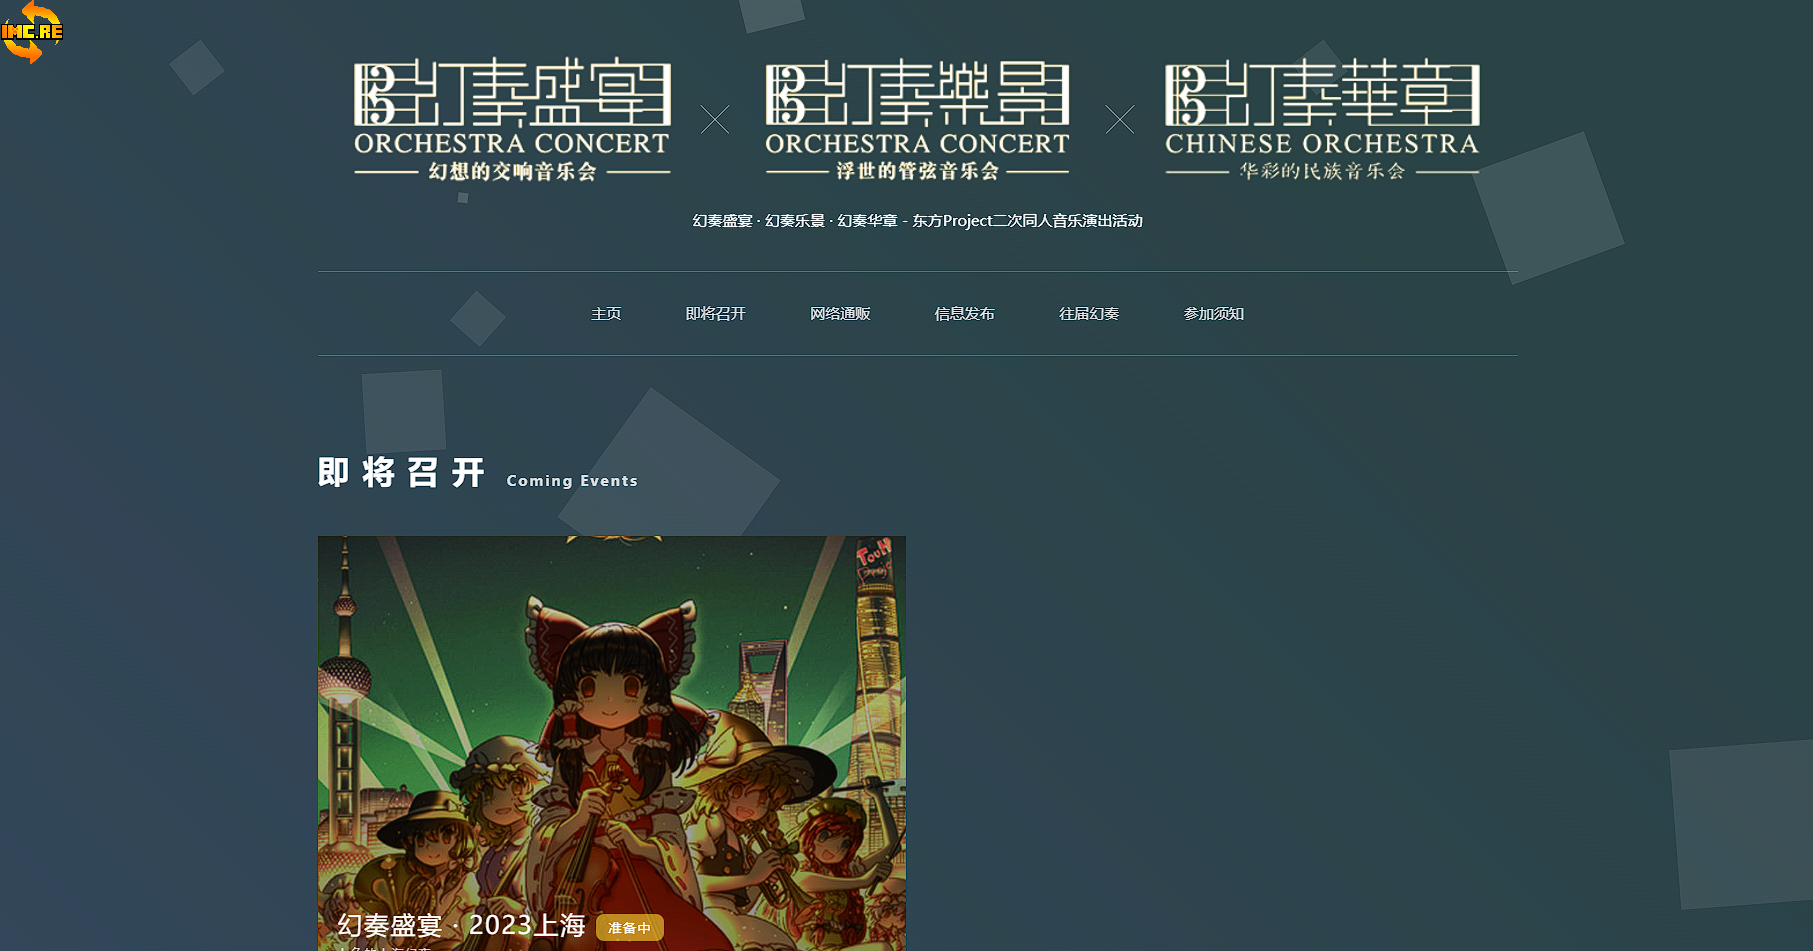 IMC.RE
幻奏盛宴
ORCHESTRA CONCERT
幻想的交响音乐会
幻奏樂景
ORCHESTRA CONCERT
浮世的管弦音乐会
幻奏華章
CHINESE ORCHESTRA
华彩的民族音乐会
幻奏盛宴 · 幻奏乐景 · 幻奏华章 - 东方Project二次同人音乐演出活动
主页 即将召开 网络通贩 信息发布 往届幻奏 参加须知
即将召开 Coming Events
幻奏盛宴 · 2023上海 准备中